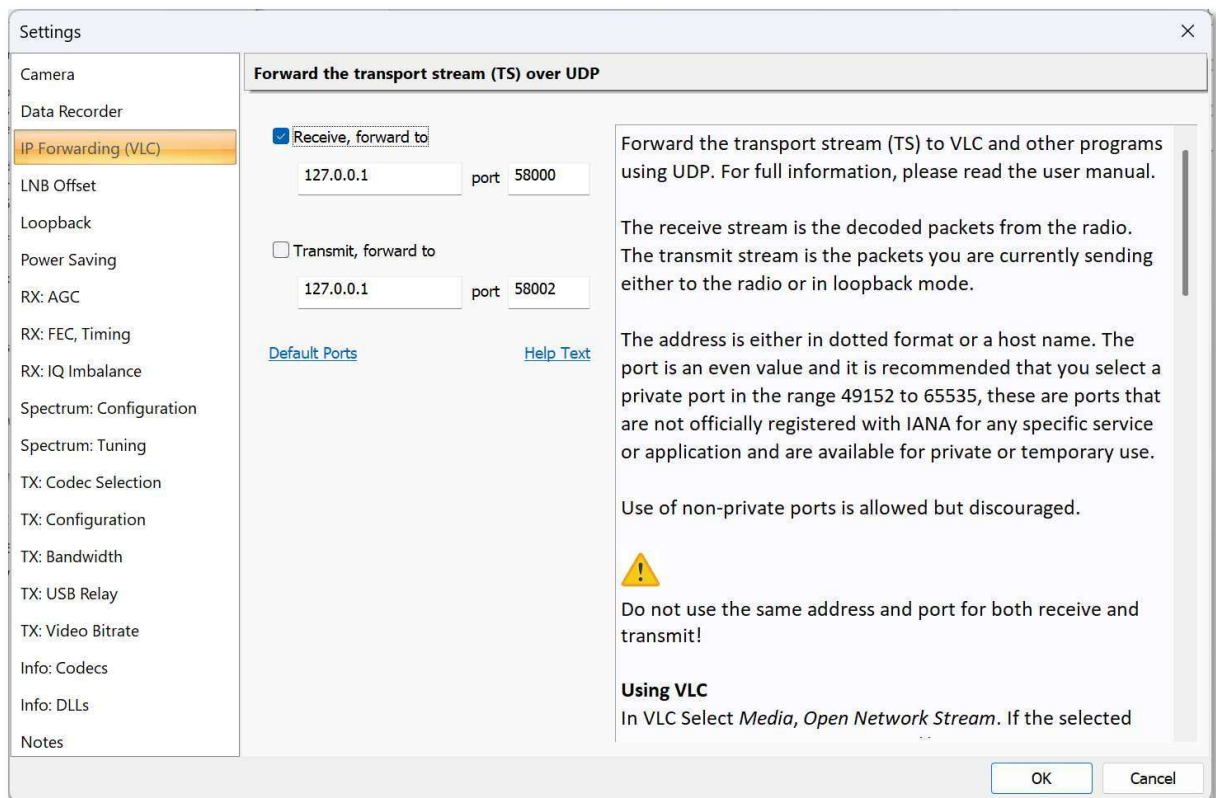 Settings
Camera
Data Recorder
IP Forwarding (VLC)
LNB Offset
Loopback
Power Saving
RX: AGC
RX: FEC, Timing
RX: IQ Imbalance
Spectrum: Configuration
Spectrum: Tuning
TX: Codec Selection
TX: Configuration
TX: Bandwidth
TX: USB Relay
TX: Video Bitrate
Info: Codecs
Info: DLLs
Notes
Forward the transport stream (TS) over UDP
Receive, forward to
127.0.0.1 port 58000
Transmit, forward to
127.0.0.1 port 58002
Default Ports Help Text
Forward the transport stream (TS) to VLC and other programs
using UDP. For full information, please read the user manual.
The receive stream is the decoded packets from the radio.
The transmit stream is the packets you are currently sending
either to the radio or in loopback mode.
The address is either in dotted format or a host name. The
port is an even value and it is recommended that you select a
private port in the range 49152 to 65535, these are ports that
are not officially registered with IANA for any specific service
or application and are available for private or temporary use.
Use of non-private ports is allowed but discouraged.
Do not use the same address and port for both receive and
transmit!
Using VLC
In VLC Select Media, Open Network Stream. If the selected
OK Cancel